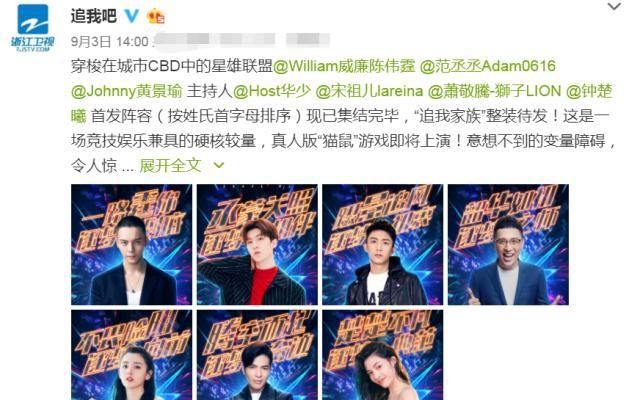 追我吧
浙江卫视
ZJSTV.COM
9月3日 14:00
穿梭在城市CBD中的星雄联盟@William威廉陈伟霆 @范丞丞Adam0616
@Johnny黄景瑜 主持人@Host华少 @宋祖儿lareina @萧敬腾-狮子LION @钟楚
曦 首发阵容（按姓氏首字母排序）现已集结完毕，“追我家族”整装待发！这是一
场竞技娱乐兼具的硬核较量，真人版“猫鼠”游戏即将上演！意想不到的变量障碍，
令人惊 ... 展开全文